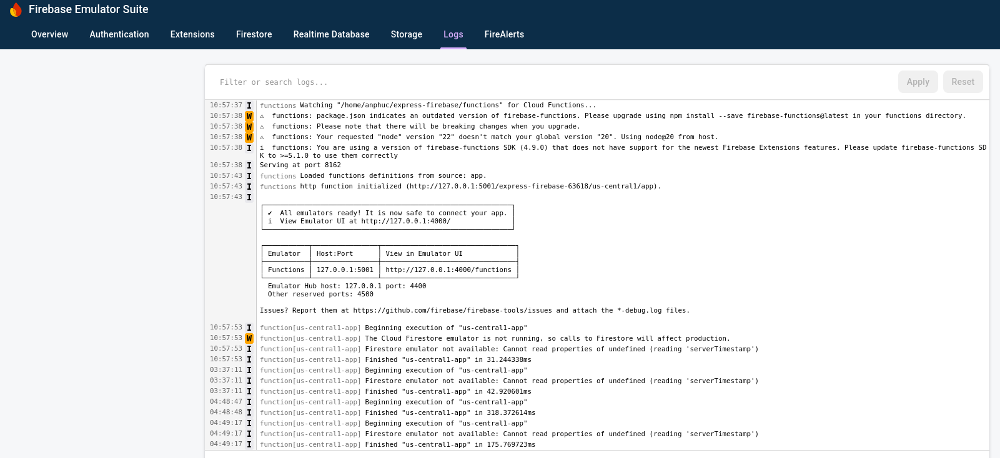 Firebase Emulator Suite
Overview Authentication Extensions Firestore Realtime Database Storage Logs FireAlerts
Filter or search logs... Apply Reset
10:57:37 I functions Watching "/home/anphuc/express-firebase/functions" for Cloud Functions...
10:57:38 W ⚠ functions: package.json indicates an outdated version of firebase-functions. Please upgrade using npm install --save firebase-functions@latest in your functions directory.
10:57:38 W ⚠ functions: Please note that there will be breaking changes when you upgrade.
10:57:38 W ⚠ functions: Your requested "node" version "22" doesn't match your global version "20". Using node@20 from host.
10:57:38 I i functions: You are using a version of firebase-functions SDK (4.9.0) that does not have support for the newest Firebase Extensions features. Please update firebase-functions SD
K to >=5.1.0 to use them correctly
10:57:38 I Serving at port 8162
10:57:43 I functions Loaded functions definitions from source: app.
10:57:43 I functions http function initialized (http://127.0.0.1:5001/express-firebase-63618/us-central1/app).
10:57:43 I
✔ All emulators ready! It is now safe to connect your app.
i View Emulator UI at http://127.0.0.1:4000/
Emulator Host:Port View in Emulator UI
Functions 127.0.0.1:5001 http://127.0.0.1:4000/functions
Emulator Hub host: 127.0.0.1 port: 4400
Other reserved ports: 4500
Issues? Report them at https://github.com/firebase/firebase-tools/issues and attach the *-debug.log files.
10:57:53 I function[us-central1-app] Beginning execution of "us-central1-app"
10:57:53 W function[us-central1-app] The Cloud Firestore emulator is not running, so calls to Firestore will affect production.
10:57:53 I function[us-central1-app] Firestore emulator not available: Cannot read properties of undefined (reading 'serverTimestamp')
10:57:53 I function[us-central1-app] Finished "us-central1-app" in 31.244338ms
03:37:11 I function[us-central1-app] Beginning execution of "us-central1-app"
03:37:11 I function[us-central1-app] Firestore emulator not available: Cannot read properties of undefined (reading 'serverTimestamp')
03:37:11 I function[us-central1-app] Finished "us-central1-app" in 42.920601ms
04:48:47 I function[us-central1-app] Beginning execution of "us-central1-app"
04:48:48 I function[us-central1-app] Finished "us-central1-app" in 318.372614ms
04:49:17 I function[us-central1-app] Beginning execution of "us-central1-app"
04:49:17 I function[us-central1-app] Firestore emulator not available: Cannot read properties of undefined (reading 'serverTimestamp')
04:49:17 I function[us-central1-app] Finished "us-central1-app" in 175.769723ms